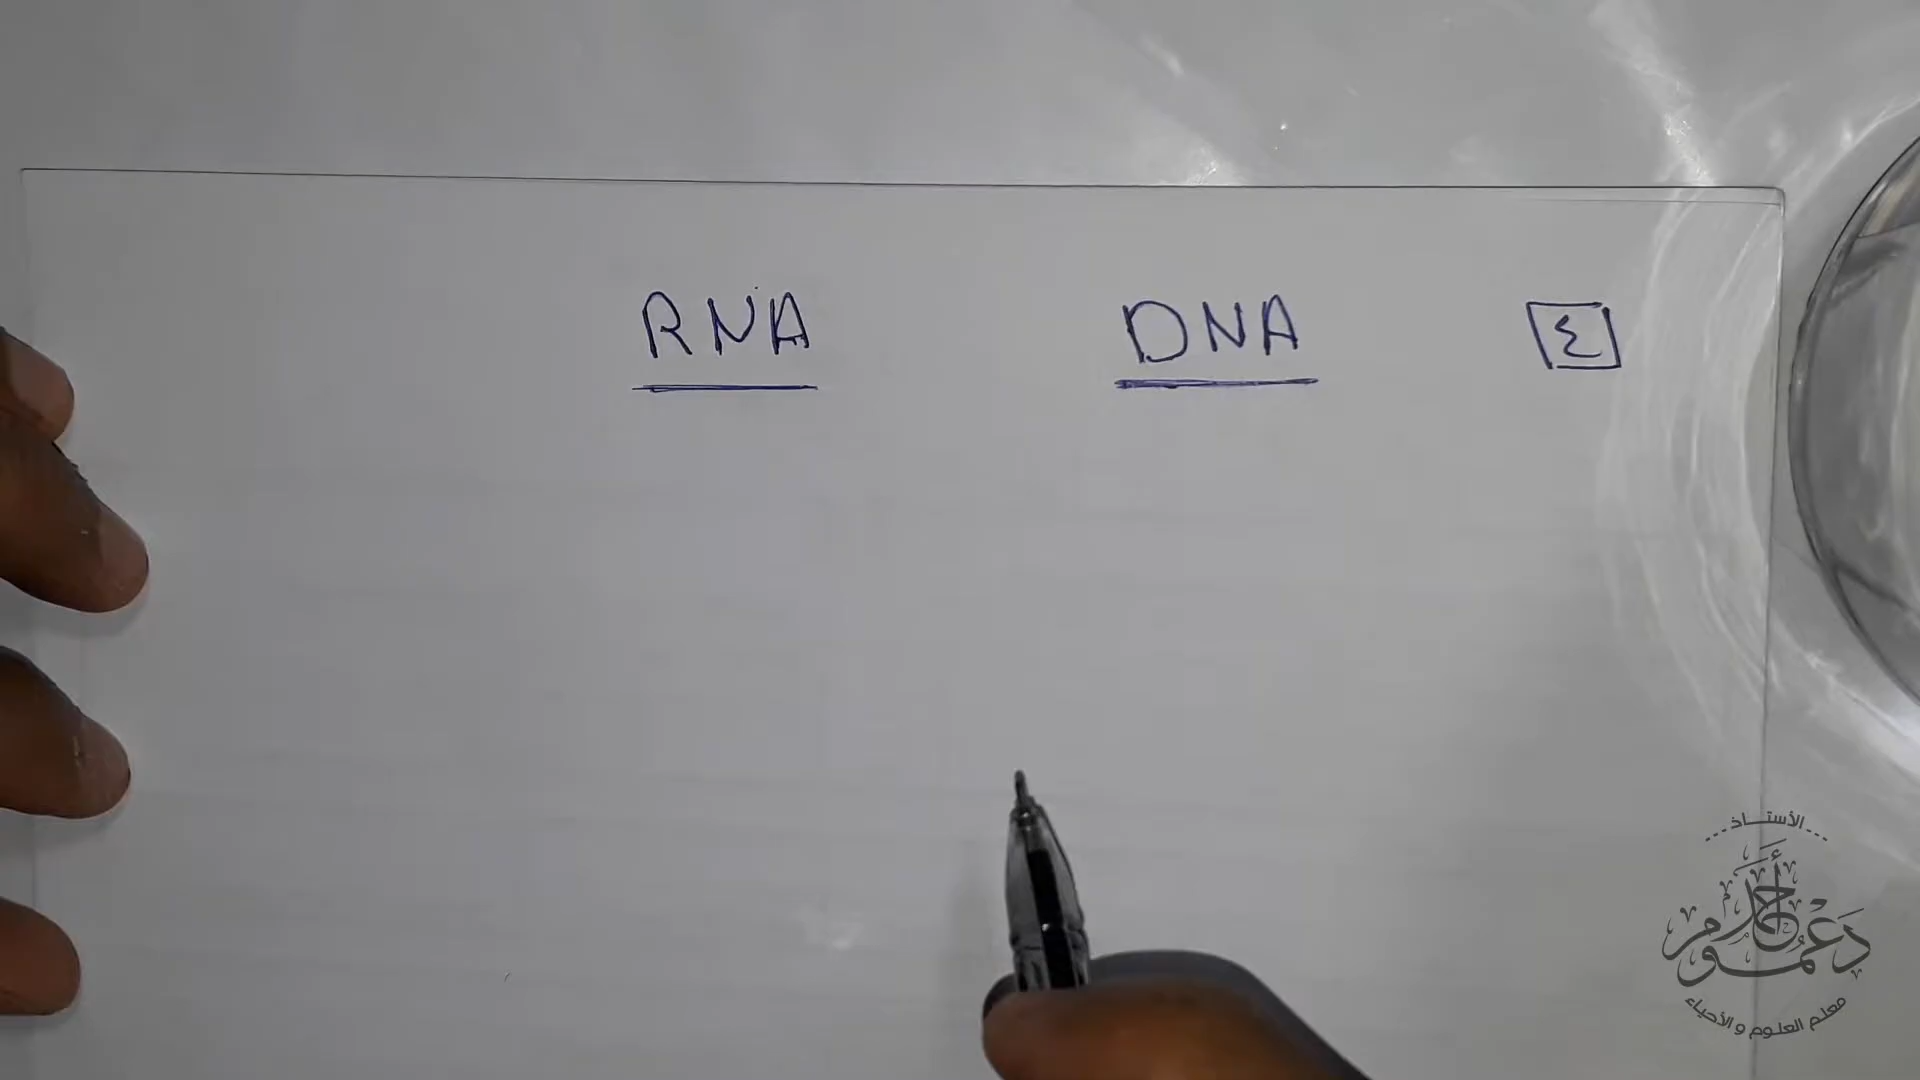 ٤ DNA RNA
الأستاذ
أحمد دعموم
معلم العلوم و الأحياء